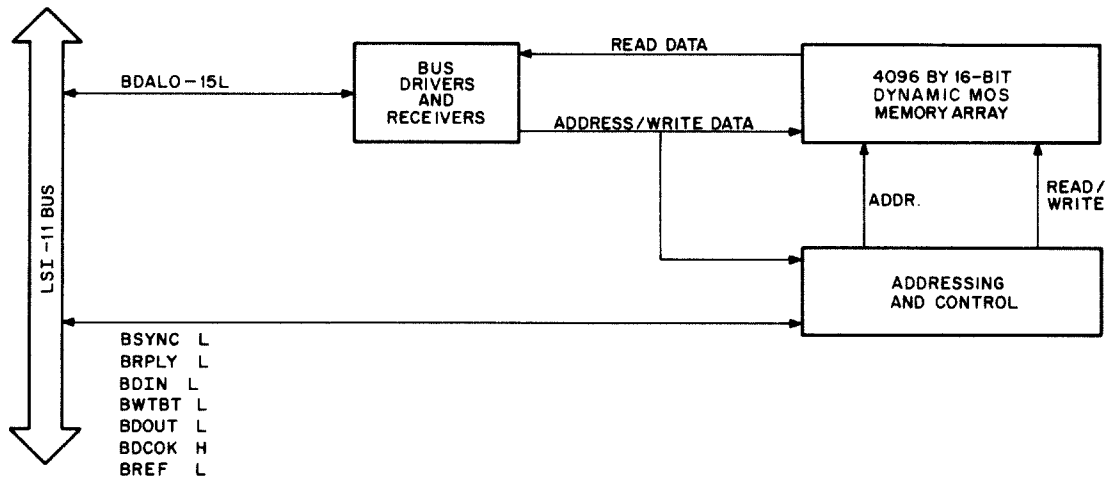 READ DATA
BDAL0-15L
BUS
DRIVERS
AND
RECEIVERS
4096 BY 16-BIT
DYNAMIC MOS
MEMORY ARRAY
ADDRESS/WRITE DATA
LSI-11 BUS
ADDR.
READ/
WRITE
ADDRESSING
AND CONTROL
BSYNC L
BRPLY L
BDIN L
BWTBT L
BDOUT L
BDCOK H
BREF L